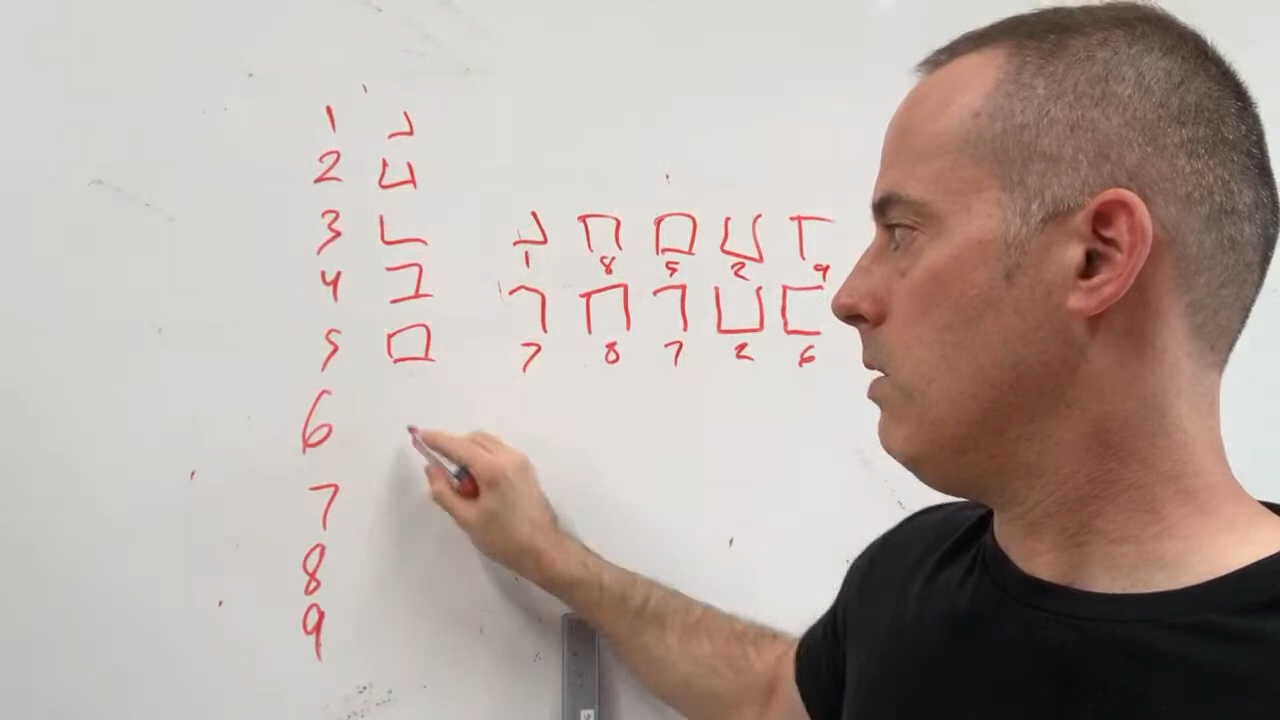 1 ┘
2 ⊔
3 L
4 コ
5 □
6
7
8
9
┘ ⊓ □ ⊔ Γ
1 8 5 2 9
┐ ⊓ ┐ ⊔ ⊏
7 8 7 2 6